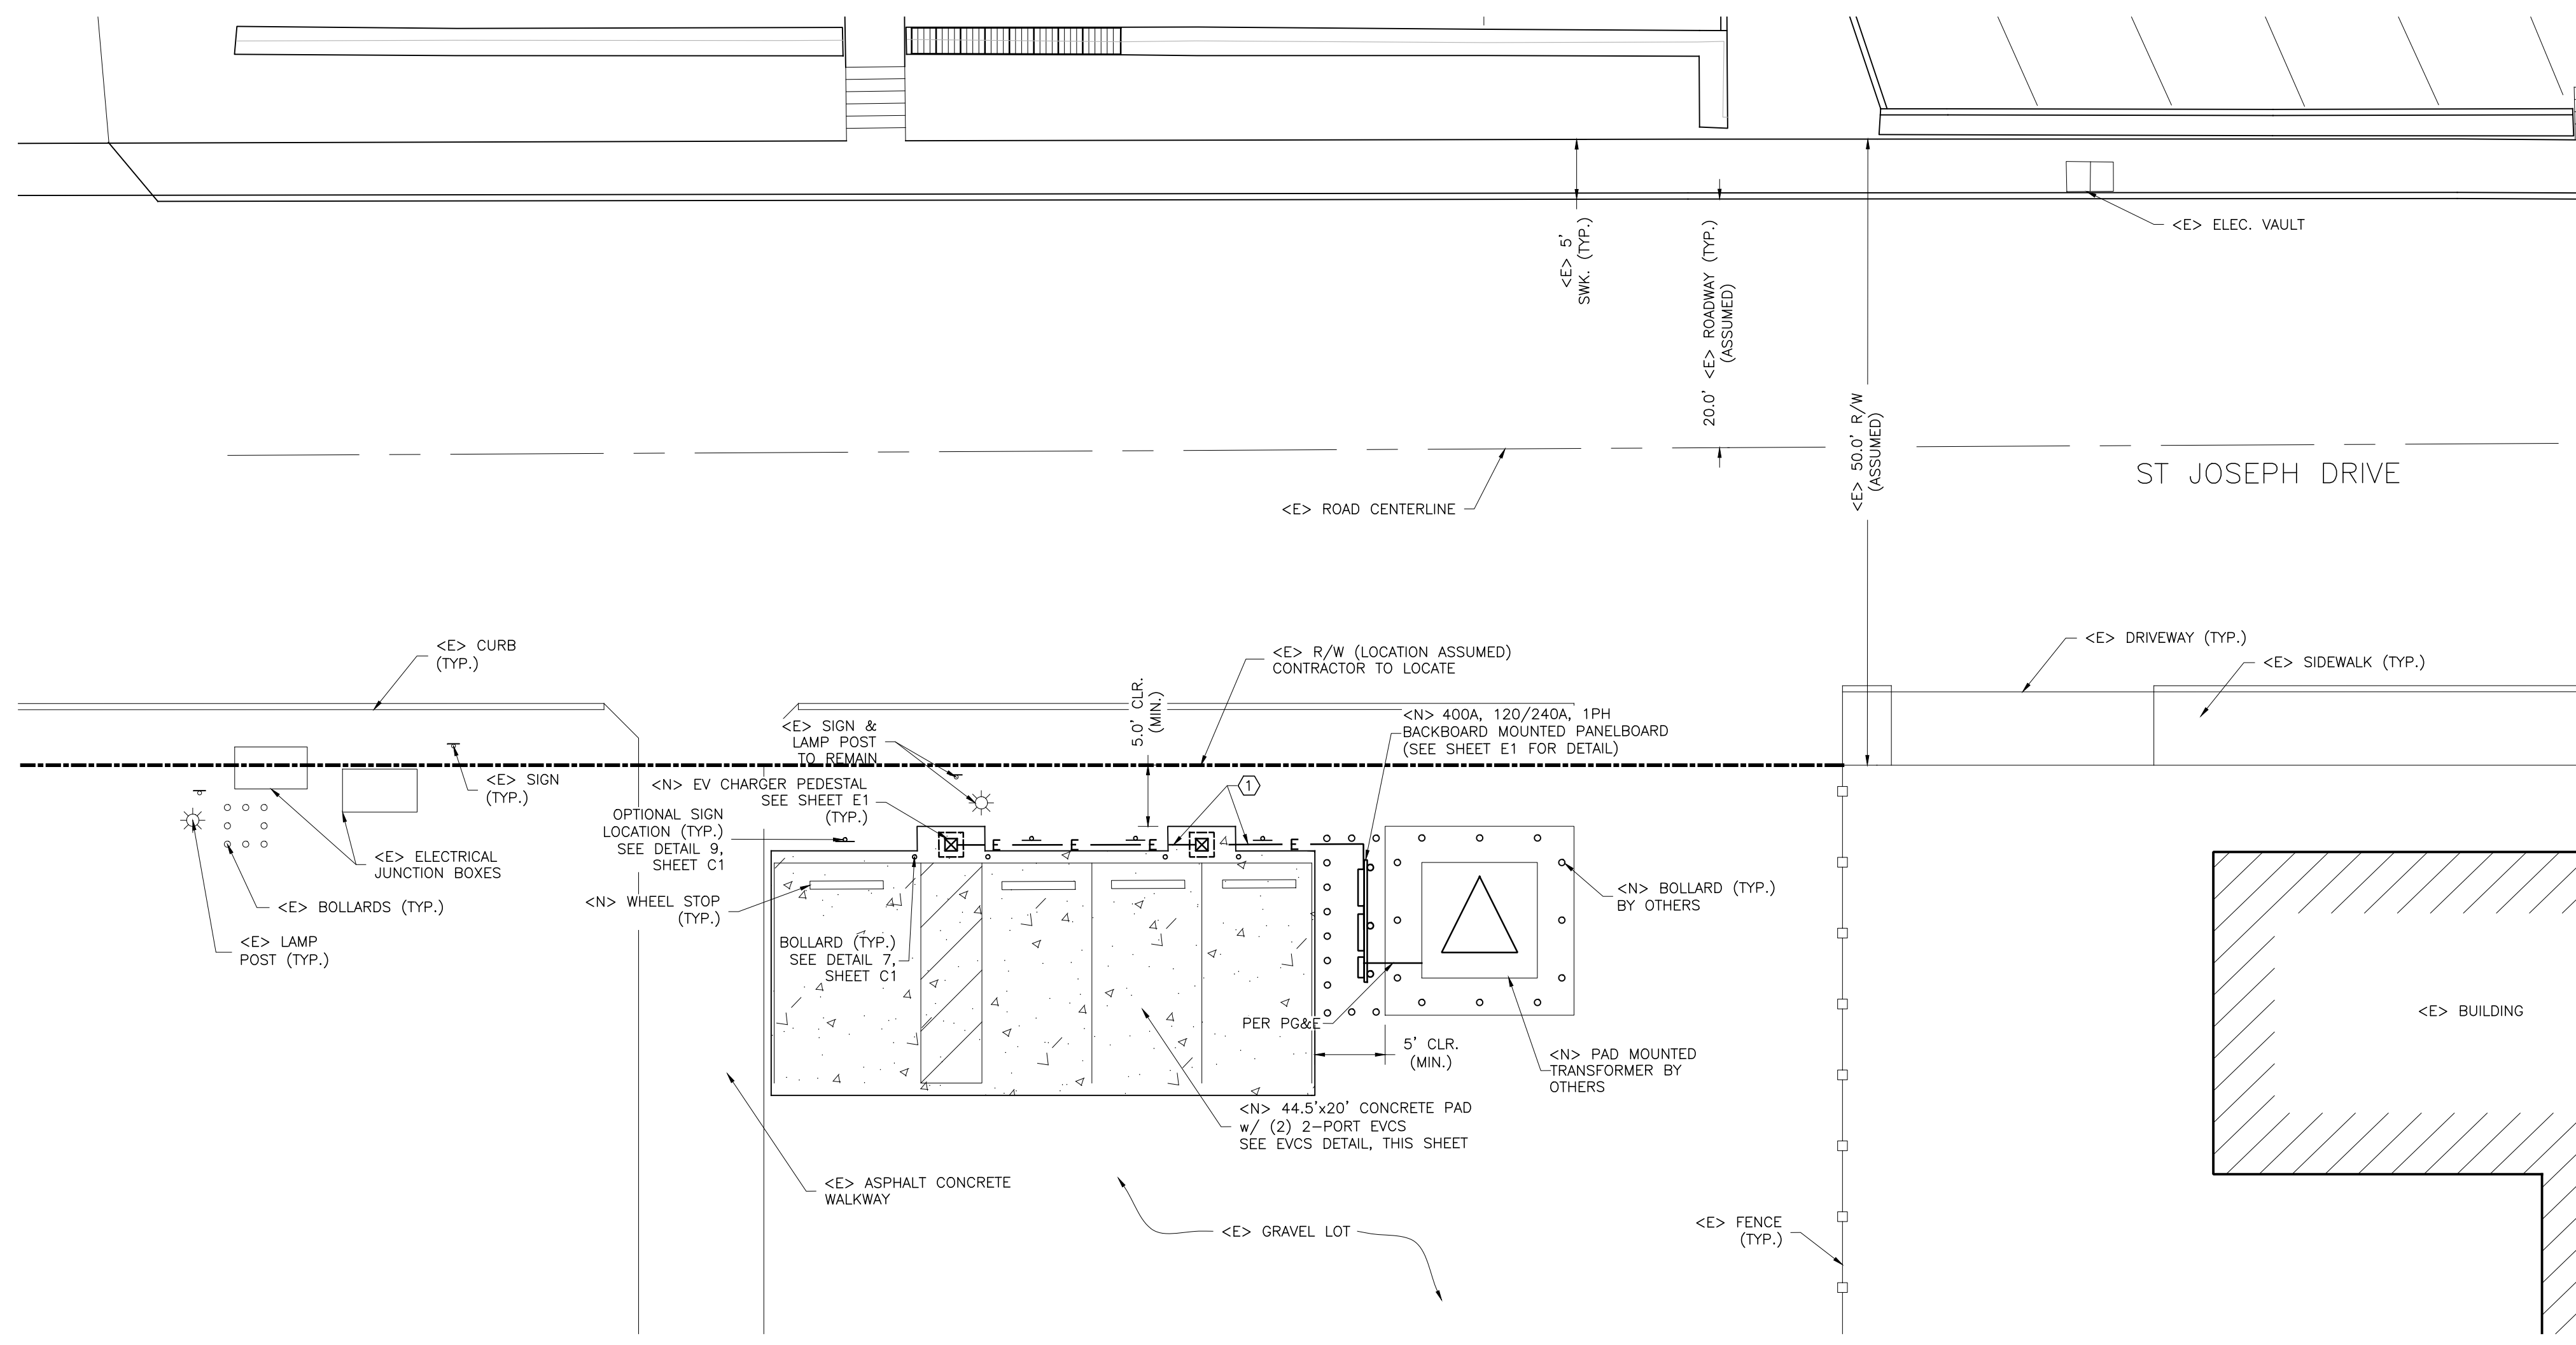 <E> ELEC. VAULT
<E> 5'
SWK. (TYP.)
20.0' <E> ROADWAY (TYP.)
(ASSUMED)
<E> 50.0' R/W
(ASSUMED)
ST JOSEPH DRIVE
<E> ROAD CENTERLINE
<E> CURB
(TYP.)
<E> R/W (LOCATION ASSUMED)
CONTRACTOR TO LOCATE
<E> DRIVEWAY (TYP.)
<E> SIDEWALK (TYP.)
5.0' CLR.
(MIN.)
<E> SIGN &
LAMP POST
TO REMAIN
<N> 400A, 120/240A, 1PH
BACKBOARD MOUNTED PANELBOARD
(SEE SHEET E1 FOR DETAIL)
<E> SIGN
(TYP.)
<N> EV CHARGER PEDESTAL
SEE SHEET E1
(TYP.)
1
OPTIONAL SIGN
LOCATION (TYP.)
SEE DETAIL 9,
SHEET C1
E E E E
<E> ELECTRICAL
JUNCTION BOXES
<E> BOLLARDS (TYP.)
<N> WHEEL STOP
(TYP.)
<N> BOLLARD (TYP.)
BY OTHERS
<E> LAMP
POST (TYP.)
BOLLARD (TYP.)
SEE DETAIL 7,
SHEET C1
PER PG&E
<E> BUILDING
5' CLR.
(MIN.)
<N> PAD MOUNTED
TRANSFORMER BY
OTHERS
<N> 44.5'x20' CONCRETE PAD
w/ (2) 2-PORT EVCS
SEE EVCS DETAIL, THIS SHEET
<E> ASPHALT CONCRETE
WALKWAY
<E> GRAVEL LOT
<E> FENCE
(TYP.)